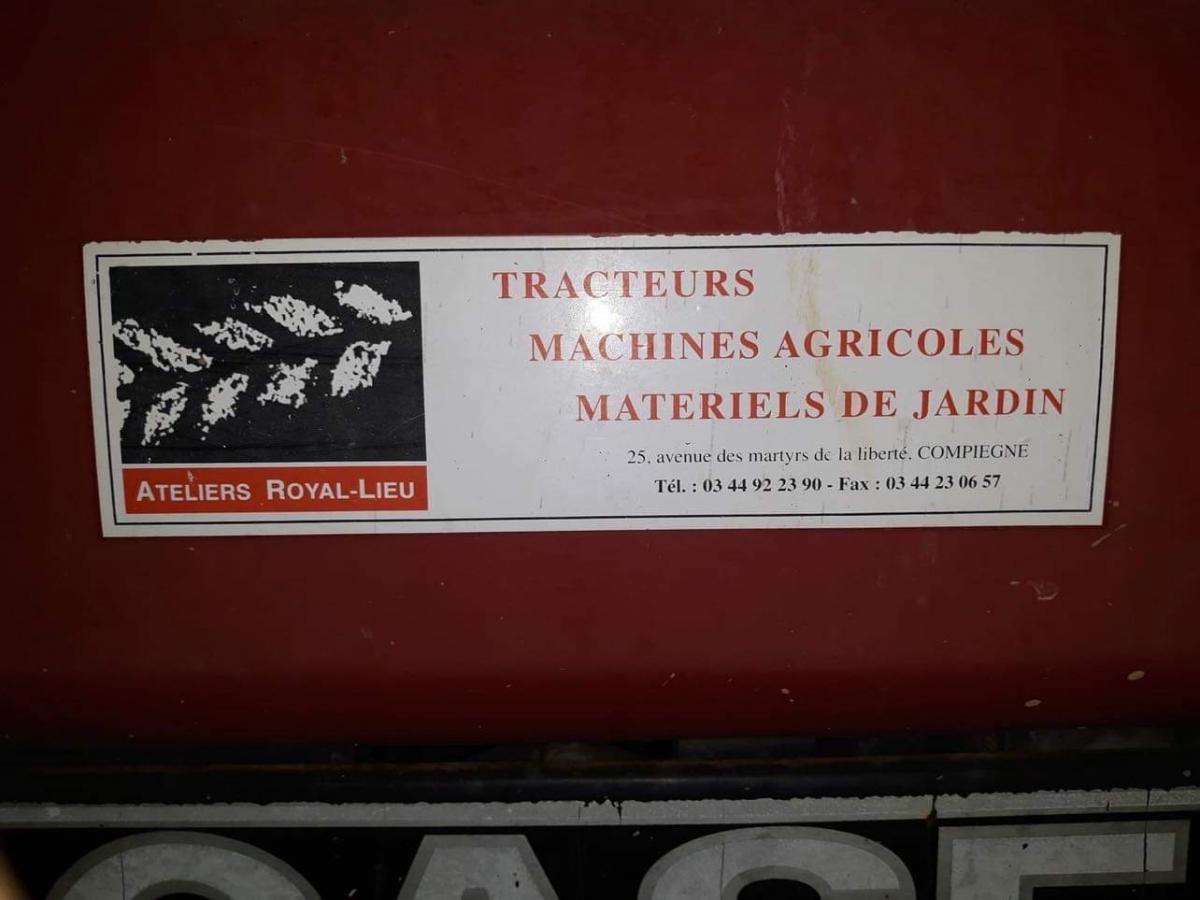 TRACTEURS
MACHINES AGRICOLES
MATERIELS DE JARDIN
25, avenue des martyrs de la liberté, COMPIEGNE
Tél. : 03 44 92 23 90 - Fax : 03 44 23 06 57
ATELIERS ROYAL-LIEU
CASE